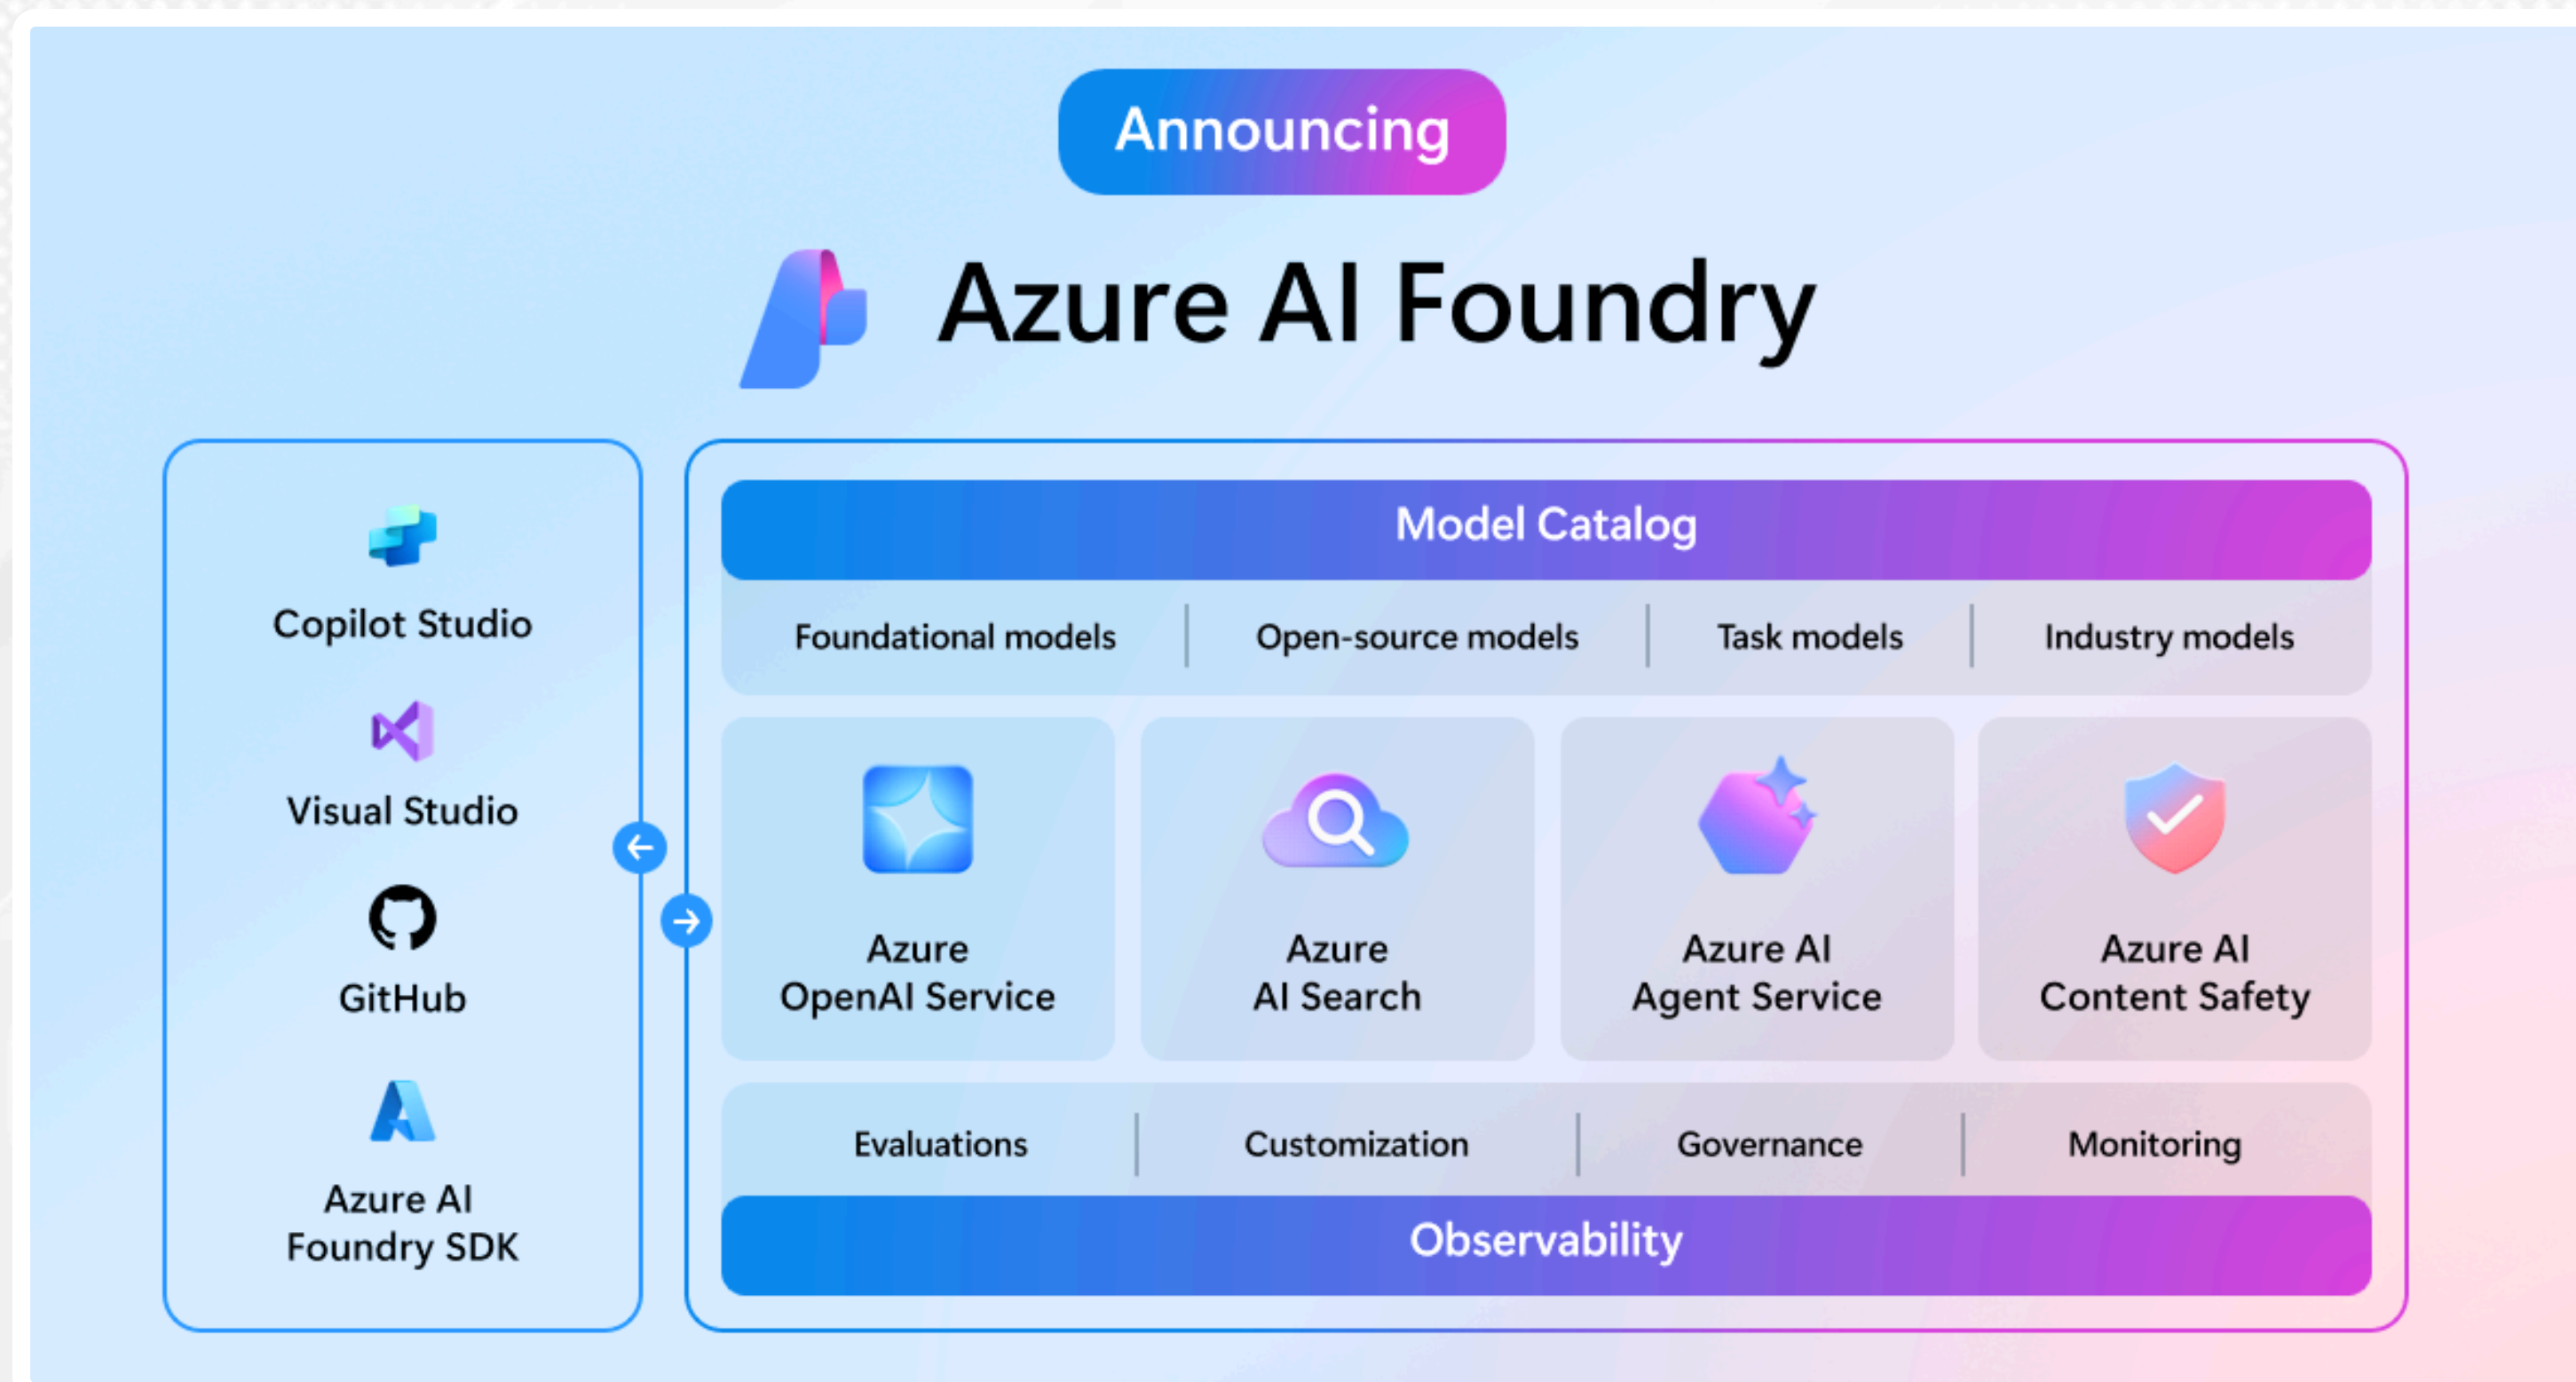 Announcing
Azure AI Foundry
Copilot Studio
Visual Studio
GitHub
Azure AI
Foundry SDK
Model Catalog
Foundational models
Open-source models
Task models
Industry models
Azure
OpenAI Service
Azure
AI Search
Azure AI
Agent Service
Azure AI
Content Safety
Evaluations
Customization
Governance
Monitoring
Observability